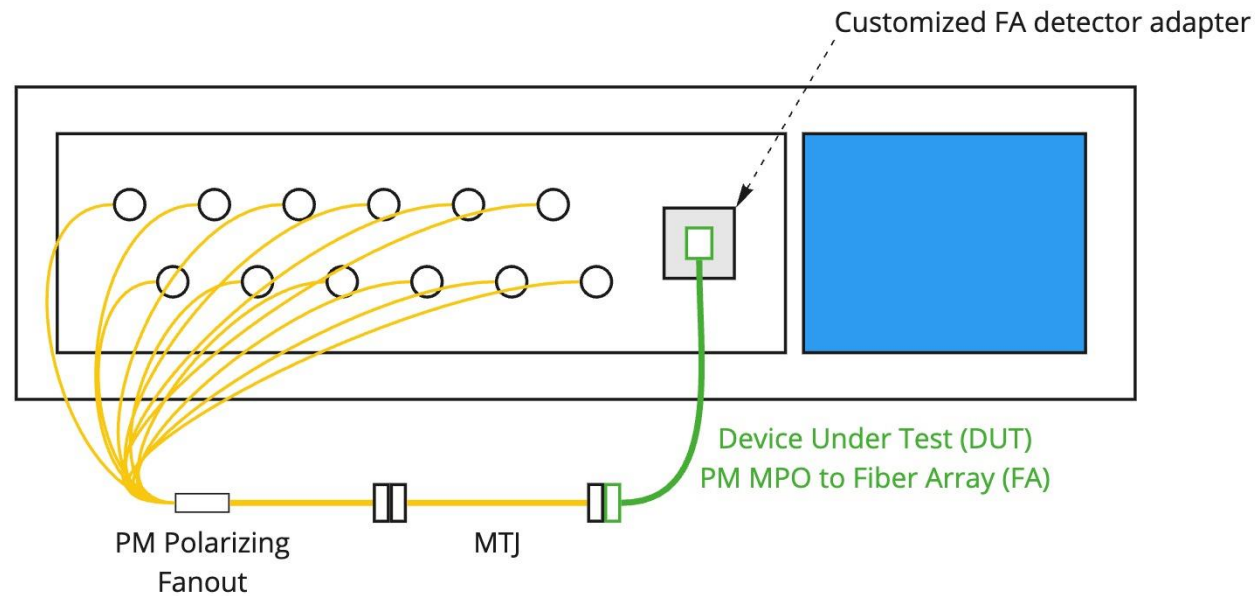 Customized FA detector adapter
Device Under Test (DUT)
PM MPO to Fiber Array (FA)
PM Polarizing
Fanout
MTJ